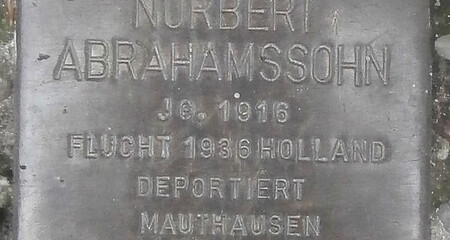 NORBERT
ABRAHAMSSOHN
JG. 1916
FLUCHT 1936 HOLLAND
DEPORTIERT
MAUTHAUSEN